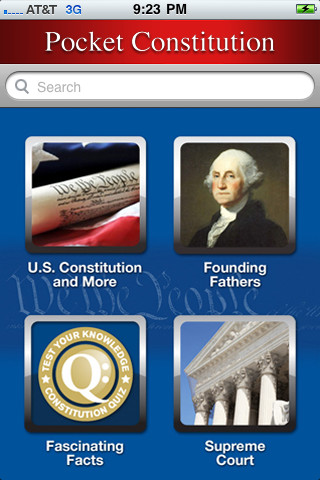 AT&T 3G 9:23 PM
Pocket Constitution
Search
We the People
U.S. Constitution
and More
Founding
Fathers
We the People
TEST YOUR KNOWLEDGE
Q:
CONSTITUTION QUIZ
Fascinating
Facts
Supreme
Court